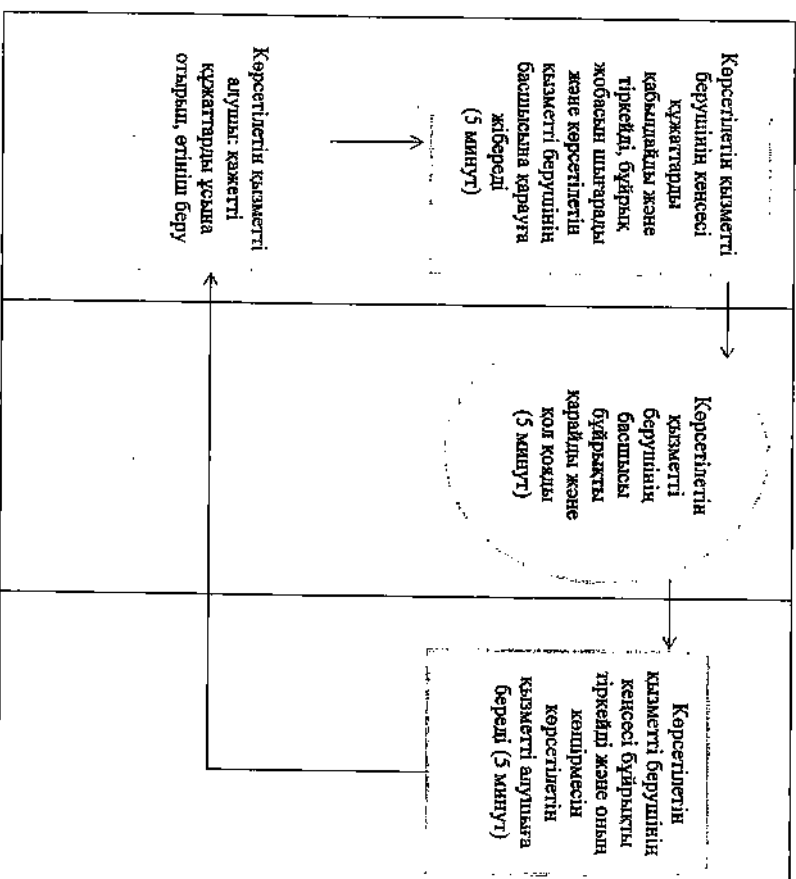 Көрсетілетін қызметті
алушы: қажетті
құжаттарды ұсына
отырып, өтініш беру
Көрсетілетін қызметті
берушінің кеңсесі
құжаттарды
қабылдайды және
тіркейді, бұйрық
жобасын шығарады
және көрсетілетін
қызметті берушінің
басшысына қарауға
жібереді
(5 минут)
Көрсетілетін
қызметті
берушінің
басшысы
бұйрықты
қарайды және
қол қояды
(5 минут)
Көрсетілетін
қызметті берушінің
кеңсесі бұйрықты
тіркейді және оның
көшірмесін
көрсетілетін
қызметті алушыға
береді (5 минут)